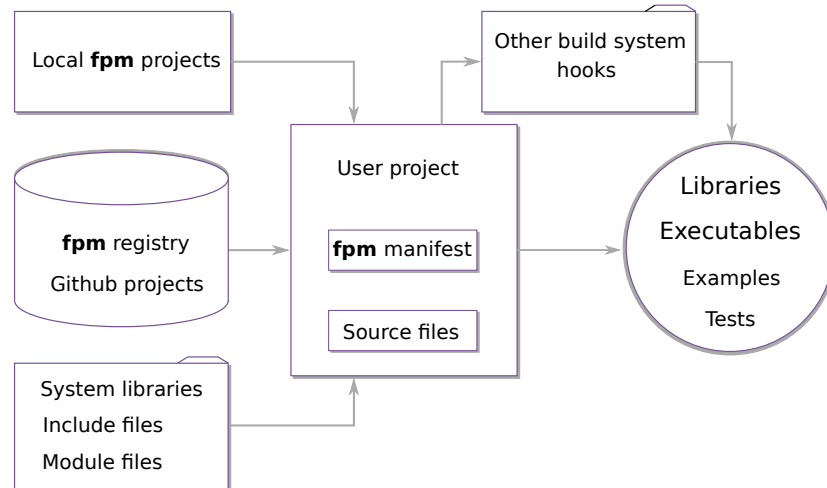 Local fpm projects
Other build system
hooks
User project
fpm manifest
Source files
fpm registry
Github projects
System libraries
Include files
Module files
Libraries
Executables
Examples
Tests